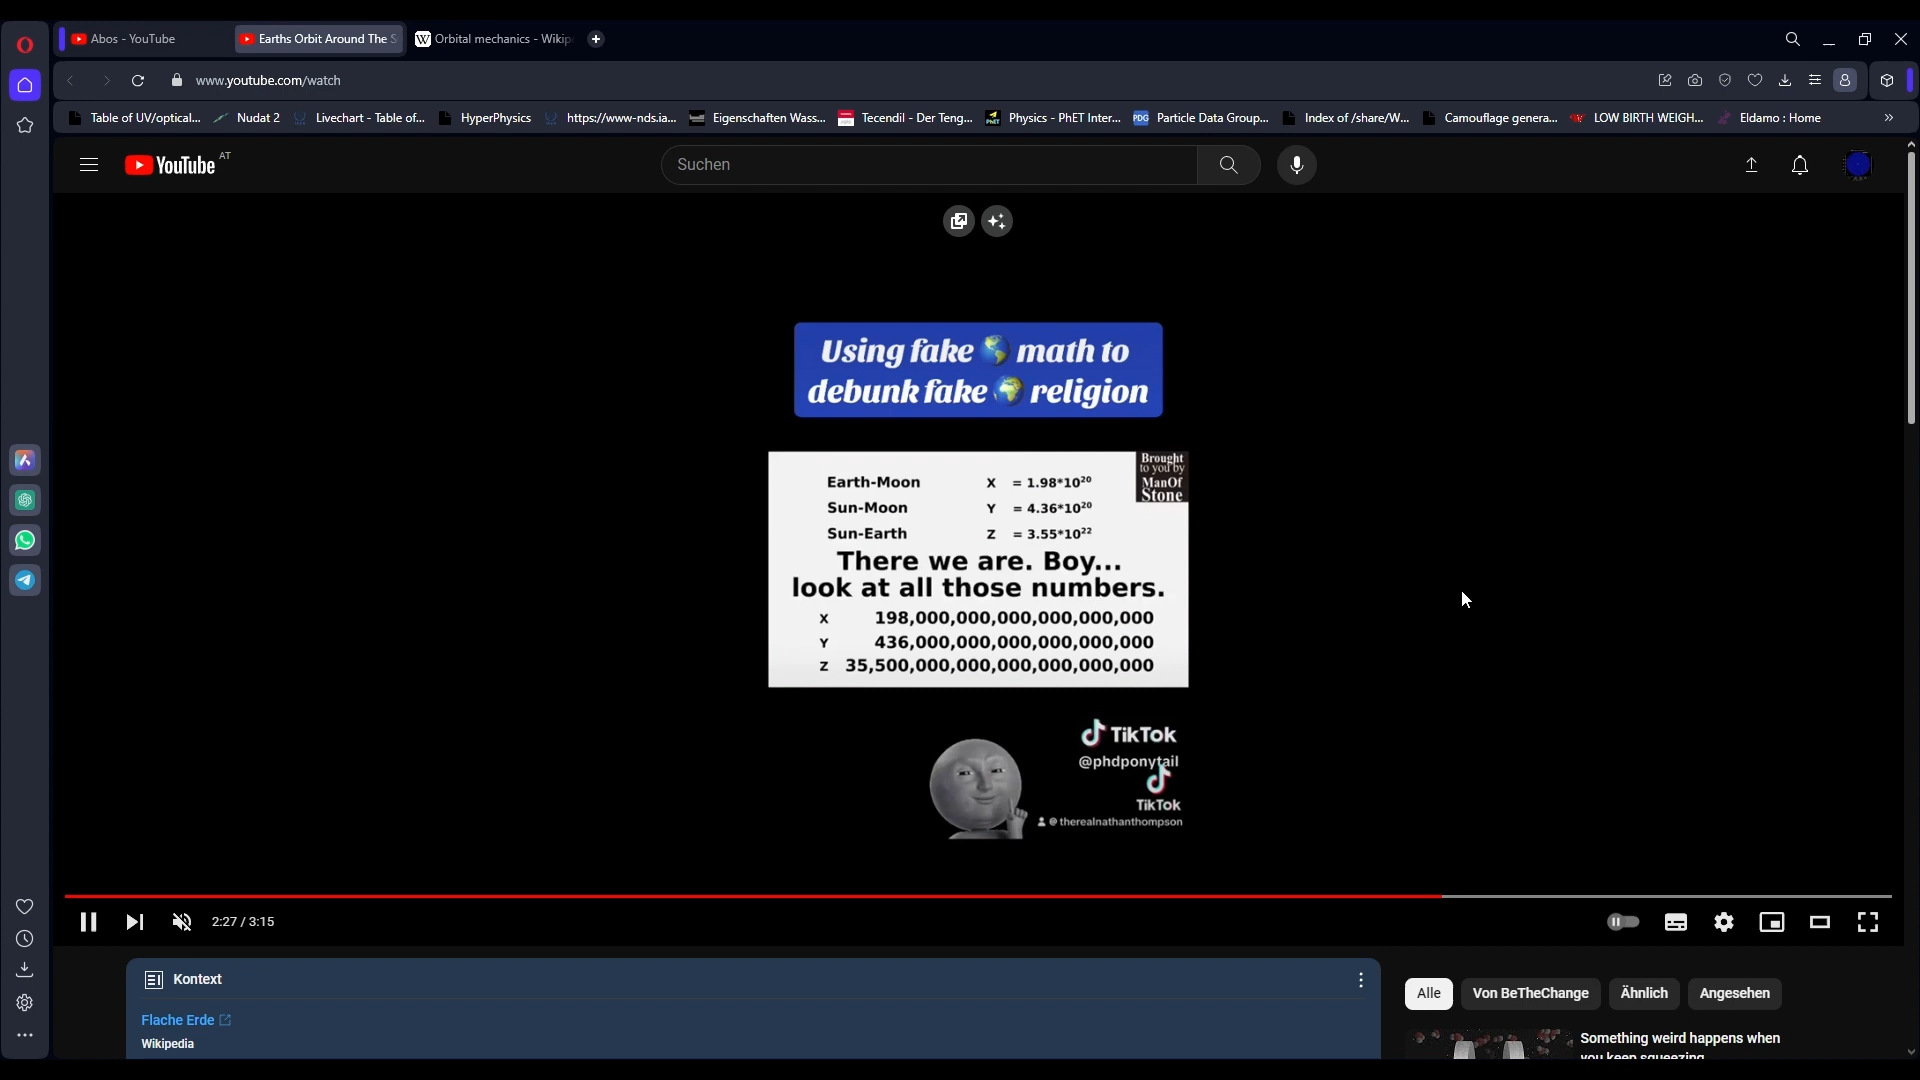 Abos - YouTube
Earths Orbit Around The S
Orbital mechanics - Wikip
www.youtube.com/watch
Table of UV/optical...
Nudat 2
Livechart - Table of...
HyperPhysics
https://www-nds.ia...
Eigenschaften Wass...
Tecendil - Der Teng...
Physics - PhET Inter...
Particle Data Group...
Index of /share/W...
Camouflage genera...
LOW BIRTH WEIGH...
Eldamo : Home
YouTube AT
Suchen
Using fake 🌎 math to
debunk fake 🌍 religion
Brought
to you by
ManOf
Stone
Earth-Moon X = 1.98*10²⁰
Sun-Moon Y = 4.36*10²⁰
Sun-Earth Z = 3.55*10²²
There we are. Boy...
look at all those numbers.
X 198,000,000,000,000,000,000
Y 436,000,000,000,000,000,000
Z 35,500,000,000,000,000,000,000
TikTok
@phdponytail
TikTok
@therealnathanthompson
2:27 / 3:15
Kontext
Flache Erde
Wikipedia
Alle
Von BeTheChange
Ähnlich
Angesehen
Something weird happens when
you keep squeezing